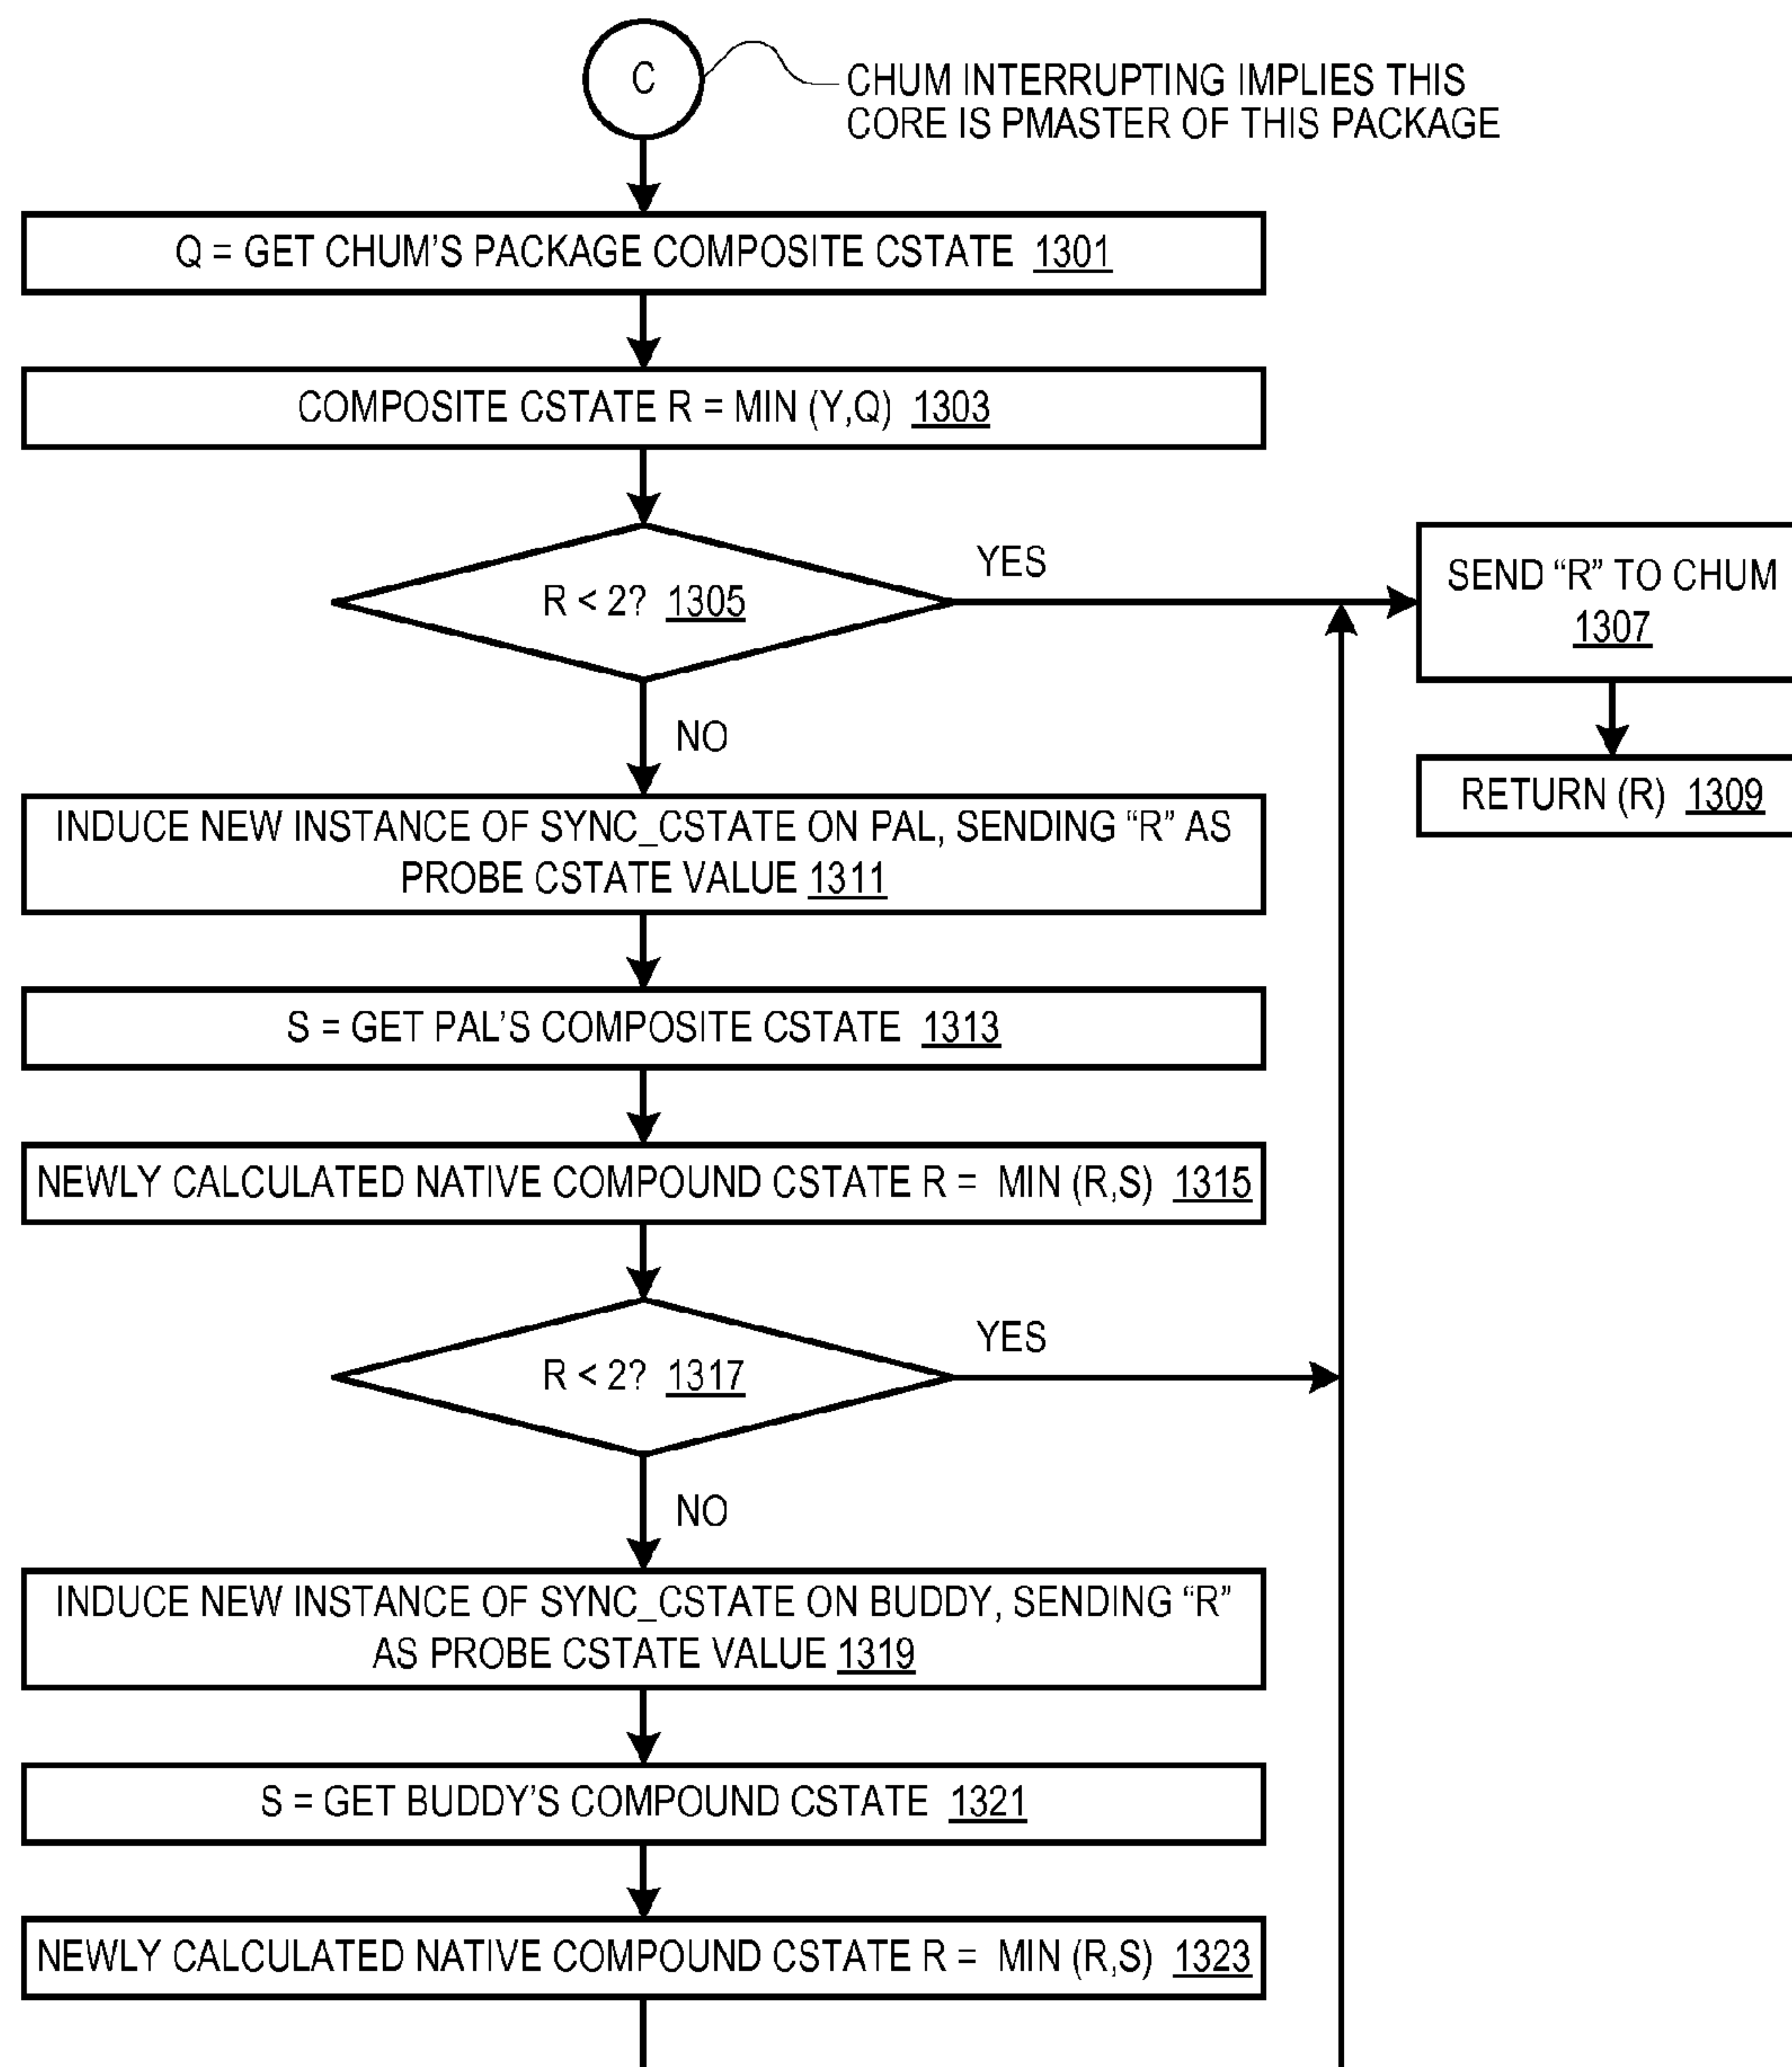 C
CHUM INTERRUPTING IMPLIES THIS
CORE IS PMASTER OF THIS PACKAGE
Q = GET CHUM'S PACKAGE COMPOSITE CSTATE 1301
COMPOSITE CSTATE R = MIN (Y,Q) 1303
R < 2? 1305
YES
SEND “R” TO CHUM
1307
RETURN (R) 1309
NO
INDUCE NEW INSTANCE OF SYNC_CSTATE ON PAL, SENDING “R” AS
PROBE CSTATE VALUE 1311
S = GET PAL'S COMPOSITE CSTATE 1313
NEWLY CALCULATED NATIVE COMPOUND CSTATE R = MIN (R,S) 1315
R < 2? 1317
YES
NO
INDUCE NEW INSTANCE OF SYNC_CSTATE ON BUDDY, SENDING “R”
AS PROBE CSTATE VALUE 1319
S = GET BUDDY'S COMPOUND CSTATE 1321
NEWLY CALCULATED NATIVE COMPOUND CSTATE R = MIN (R,S) 1323